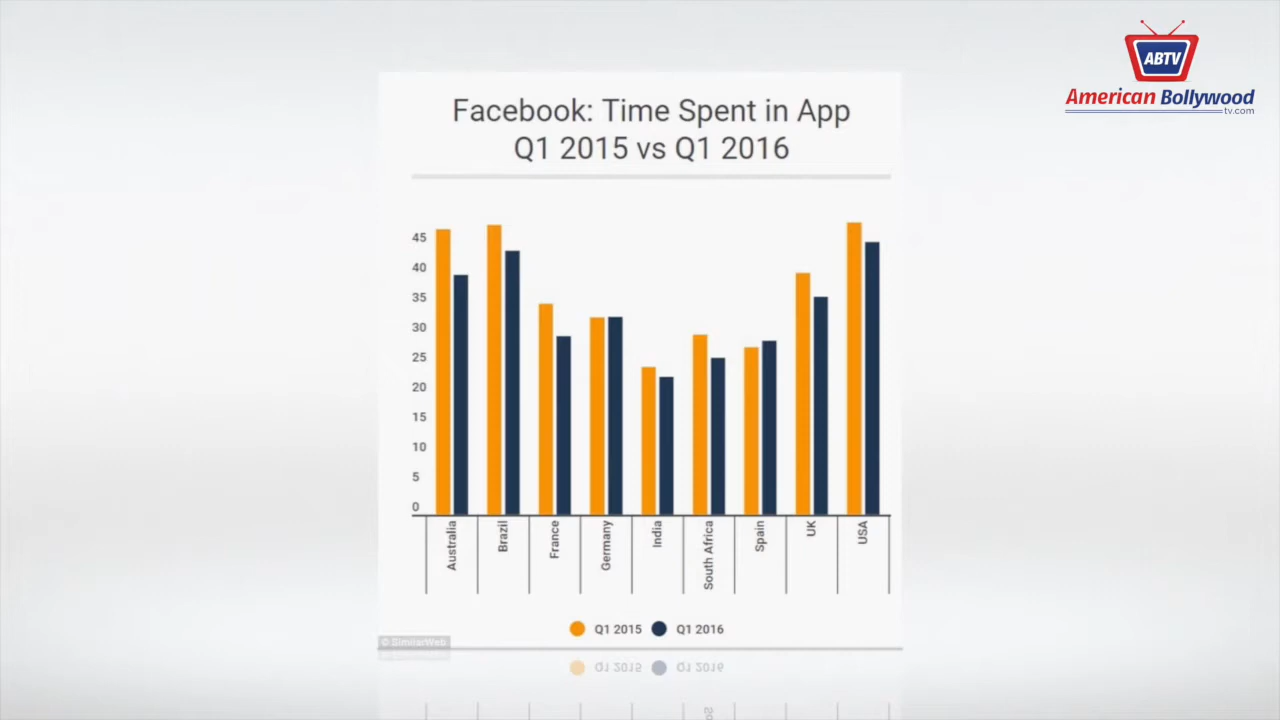 ABTV
American Bollywood
tv.com
Facebook: Time Spent in App
Q1 2015 vs Q1 2016
45
40
35
30
25
20
15
10
5
0
Australia
Brazil
France
Germany
India
South Africa
Spain
UK
USA
Q1 2015
Q1 2016
© SimilarWeb